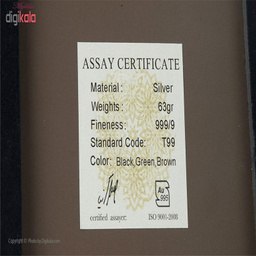 digikala
ASSAY CERTIFICATE
Material: Silver
Weights: 63gr
Fineness: 999/9
Standard Code: T99
Color: Black,Green,Brown
Au
995
certified assayer:
ISO 9001-2008